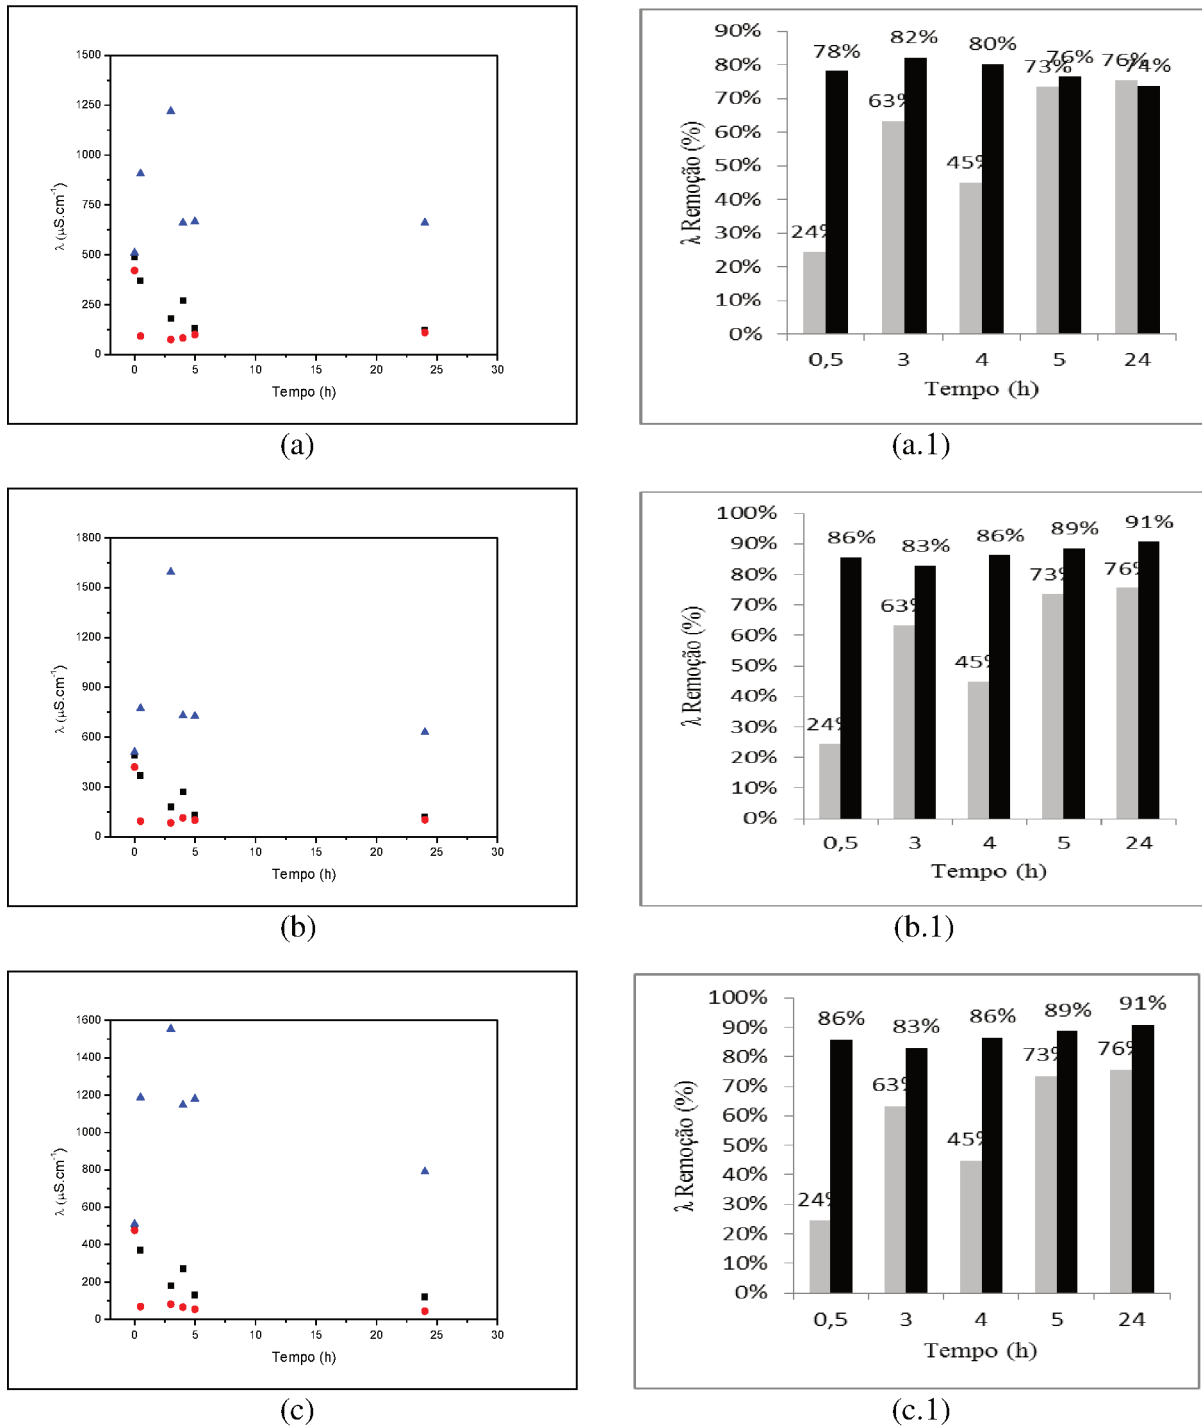 1500
1250
1000
750
500
250
0
λ (µS.cm⁻¹)
0 5 10 15 20 25 30
Tempo (h)
(a)
90%
80%
70%
60%
50%
40%
30%
20%
10%
0%
λ Remoção (%)
78% 82% 80% 76% 74%
24% 63% 45% 73% 76%
0,5 3 4 5 24
Tempo (h)
(a.1)
1800
1500
1200
900
600
300
0
λ (µS.cm⁻¹)
0 5 10 15 20 25 30
Tempo (h)
(b)
100%
90%
80%
70%
60%
50%
40%
30%
20%
10%
0%
λ Remoção (%)
86% 83% 86% 89% 91%
24% 63% 45% 73% 76%
0,5 3 4 5 24
Tempo (h)
(b.1)
1600
1400
1200
1000
800
600
400
200
0
λ (µS.cm⁻¹)
0 5 10 15 20 25 30
Tempo (h)
(c)
100%
90%
80%
70%
60%
50%
40%
30%
20%
10%
0%
λ Remoção (%)
86% 83% 86% 89% 91%
24% 63% 45% 73% 76%
0,5 3 4 5 24
Tempo (h)
(c.1)